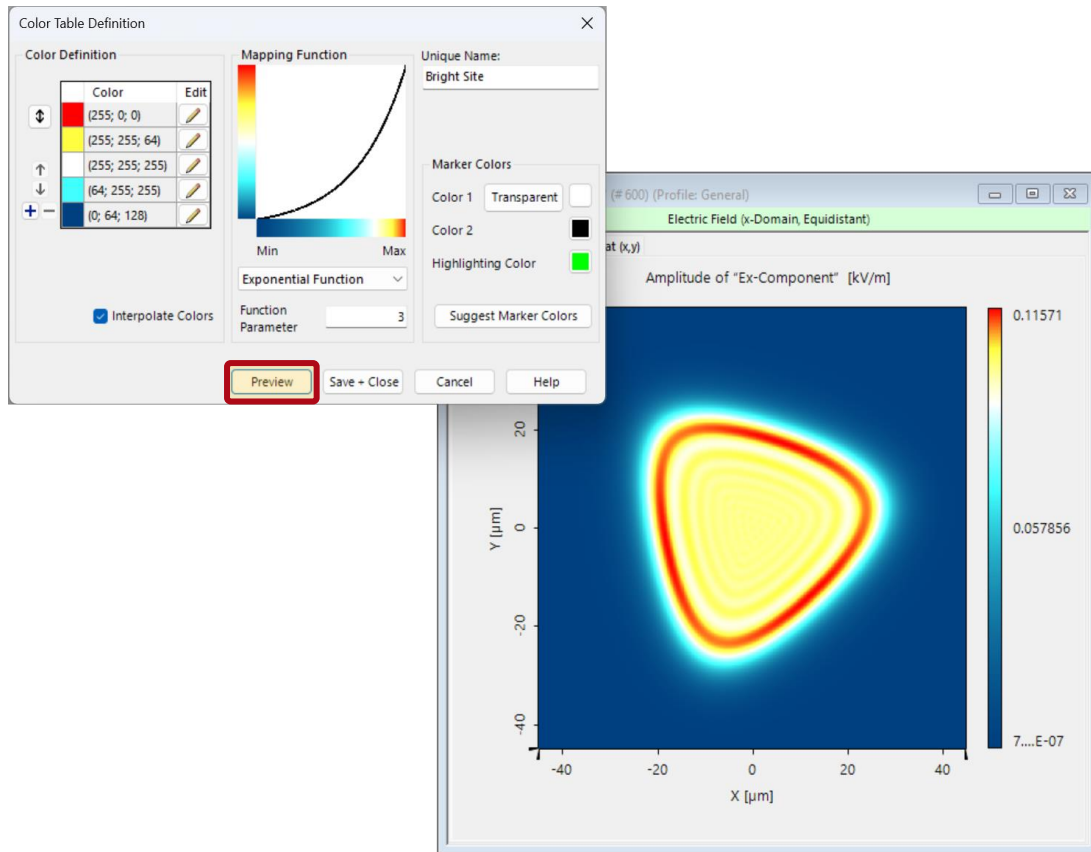 Color Table Definition
Color Definition
Color Edit
(255; 0; 0)
(255; 255; 64)
(255; 255; 255)
(64; 255; 255)
(0; 64; 128)
Interpolate Colors
Mapping Function
Min Max
Exponential Function
Function
Parameter
3
Unique Name:
Bright Site
Marker Colors
Color 1 Transparent
Color 2
Highlighting Color
Suggest Marker Colors
Preview Save + Close Cancel Help
(# 600) (Profile: General)
Electric Field (x-Domain, Equidistant)
at (x,y)
Amplitude of "Ex-Component" [kV/m]
0.11571
0.057856
7....E-07
20
0
-20
-40
Y [µm]
-40 -20 0 20 40
X [µm]